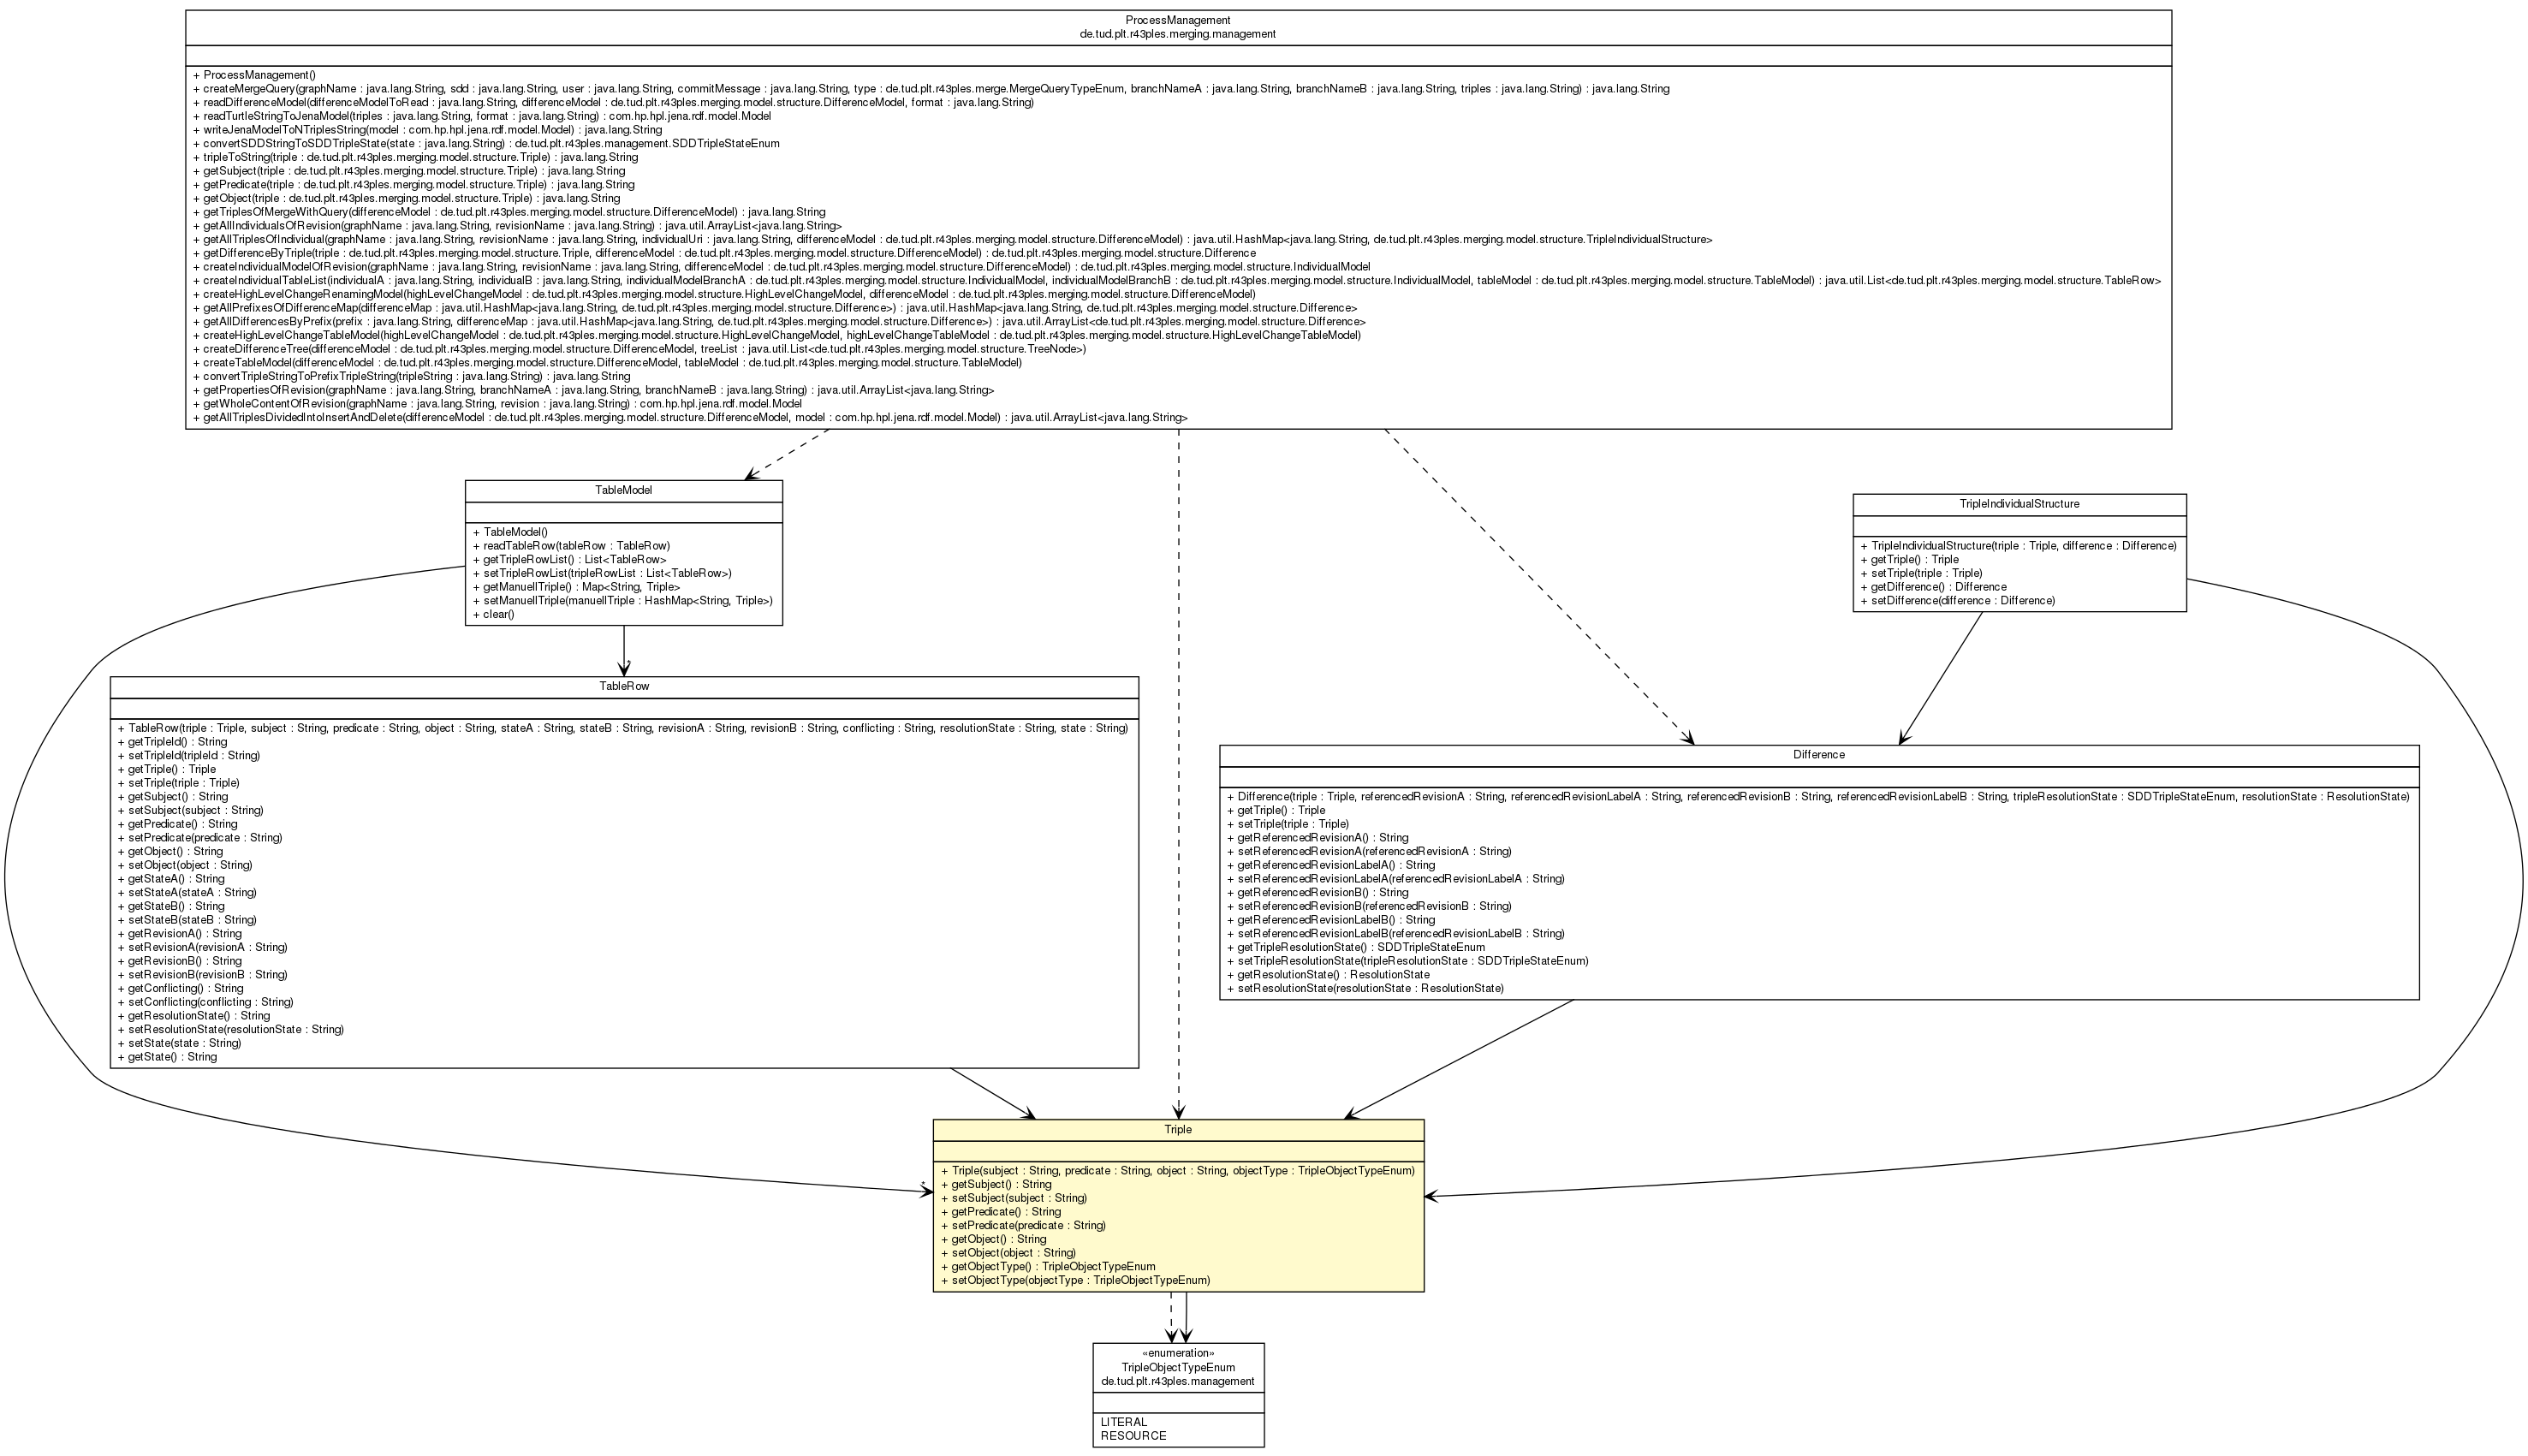 ProcessManagement
de.tud.plt.r43ples.merging.management
+ ProcessManagement()
+ createMergeQuery(graphName : java.lang.String, sdd : java.lang.String, user : java.lang.String, commitMessage : java.lang.String, type : de.tud.plt.r43ples.merge.MergeQueryTypeEnum, branchNameA : java.lang.String, branchNameB : java.lang.String, triples : java.lang.String) : java.lang.String
+ readDifferenceModel(differenceModelToRead : java.lang.String, differenceModel : de.tud.plt.r43ples.merging.model.structure.DifferenceModel, format : java.lang.String)
+ readTurtleStringToJenaModel(triples : java.lang.String, format : java.lang.String) : com.hp.hpl.jena.rdf.model.Model
+ writeJenaModelToNTriplesString(model : com.hp.hpl.jena.rdf.model.Model) : java.lang.String
+ convertSDDStringToSDDTripleState(state : java.lang.String) : de.tud.plt.r43ples.management.SDDTripleStateEnum
+ tripleToString(triple : de.tud.plt.r43ples.merging.model.structure.Triple) : java.lang.String
+ getSubject(triple : de.tud.plt.r43ples.merging.model.structure.Triple) : java.lang.String
+ getPredicate(triple : de.tud.plt.r43ples.merging.model.structure.Triple) : java.lang.String
+ getObject(triple : de.tud.plt.r43ples.merging.model.structure.Triple) : java.lang.String
+ getTriplesOfMergeWithQuery(differenceModel : de.tud.plt.r43ples.merging.model.structure.DifferenceModel) : java.lang.String
+ getAllIndividualsOfRevision(graphName : java.lang.String, revisionName : java.lang.String) : java.util.ArrayList<java.lang.String>
+ getAllTriplesOfIndividual(graphName : java.lang.String, revisionName : java.lang.String, individualUri : java.lang.String, differenceModel : de.tud.plt.r43ples.merging.model.structure.DifferenceModel) : java.util.HashMap<java.lang.String, de.tud.plt.r43ples.merging.model.structure.TripleIndividualStructure>
+ getDifferenceByTriple(triple : de.tud.plt.r43ples.merging.model.structure.Triple, differenceModel : de.tud.plt.r43ples.merging.model.structure.DifferenceModel) : de.tud.plt.r43ples.merging.model.structure.Difference
+ createIndividualModelOfRevision(graphName : java.lang.String, revisionName : java.lang.String, differenceModel : de.tud.plt.r43ples.merging.model.structure.DifferenceModel) : de.tud.plt.r43ples.merging.model.structure.IndividualModel
+ createIndividualTableList(individualA : java.lang.String, individualB : java.lang.String, individualModelBranchA : de.tud.plt.r43ples.merging.model.structure.IndividualModel, individualModelBranchB : de.tud.plt.r43ples.merging.model.structure.IndividualModel, tableModel : de.tud.plt.r43ples.merging.model.structure.TableModel) : java.util.List<de.tud.plt.r43ples.merging.model.structure.TableRow>
+ createHighLevelChangeRenamingModel(highLevelChangeModel : de.tud.plt.r43ples.merging.model.structure.HighLevelChangeModel, differenceModel : de.tud.plt.r43ples.merging.model.structure.DifferenceModel)
+ getAllPrefixesOfDifferenceMap(differenceMap : java.util.HashMap<java.lang.String, de.tud.plt.r43ples.merging.model.structure.Difference>) : java.util.HashMap<java.lang.String, de.tud.plt.r43ples.merging.model.structure.Difference>
+ getAllDifferencesByPrefix(prefix : java.lang.String, differenceMap : java.util.HashMap<java.lang.String, de.tud.plt.r43ples.merging.model.structure.Difference>) : java.util.ArrayList<de.tud.plt.r43ples.merging.model.structure.Difference>
+ createHighLevelChangeTableModel(highLevelChangeModel : de.tud.plt.r43ples.merging.model.structure.HighLevelChangeModel, highLevelChangeTableModel : de.tud.plt.r43ples.merging.model.structure.HighLevelChangeTableModel)
+ createDifferenceTree(differenceModel : de.tud.plt.r43ples.merging.model.structure.DifferenceModel, treeList : java.util.List<de.tud.plt.r43ples.merging.model.structure.TreeNode>)
+ createTableModel(differenceModel : de.tud.plt.r43ples.merging.model.structure.DifferenceModel, tableModel : de.tud.plt.r43ples.merging.model.structure.TableModel)
+ convertTripleStringToPrefixTripleString(tripleString : java.lang.String) : java.lang.String
+ getPropertiesOfRevision(graphName : java.lang.String, branchNameA : java.lang.String, branchNameB : java.lang.String) : java.util.ArrayList<java.lang.String>
+ getWholeContentOfRevision(graphName : java.lang.String, revision : java.lang.String) : com.hp.hpl.jena.rdf.model.Model
+ getAllTriplesDividedIntoInsertAndDelete(differenceModel : de.tud.plt.r43ples.merging.model.structure.DifferenceModel, model : com.hp.hpl.jena.rdf.model.Model) : java.util.ArrayList<java.lang.String>
TableModel
+ TableModel()
+ readTableRow(tableRow : TableRow)
+ getTripleRowList() : List<TableRow>
+ setTripleRowList(tripleRowList : List<TableRow>)
+ getManuellTriple() : Map<String, Triple>
+ setManuellTriple(manuellTriple : HashMap<String, Triple>)
+ clear()
TripleIndividualStructure
+ TripleIndividualStructure(triple : Triple, difference : Difference)
+ getTriple() : Triple
+ setTriple(triple : Triple)
+ getDifference() : Difference
+ setDifference(difference : Difference)
*
TableRow
+ TableRow(triple : Triple, subject : String, predicate : String, object : String, stateA : String, stateB : String, revisionA : String, revisionB : String, conflicting : String, resolutionState : String, state : String)
+ getTripleId() : String
+ setTripleId(tripleId : String)
+ getTriple() : Triple
+ setTriple(triple : Triple)
+ getSubject() : String
+ setSubject(subject : String)
+ getPredicate() : String
+ setPredicate(predicate : String)
+ getObject() : String
+ setObject(object : String)
+ getStateA() : String
+ setStateA(stateA : String)
+ getStateB() : String
+ setStateB(stateB : String)
+ getRevisionA() : String
+ setRevisionA(revisionA : String)
+ getRevisionB() : String
+ setRevisionB(revisionB : String)
+ getConflicting() : String
+ setConflicting(conflicting : String)
+ getResolutionState() : String
+ setResolutionState(resolutionState : String)
+ setState(state : String)
+ getState() : String
Difference
+ Difference(triple : Triple, referencedRevisionA : String, referencedRevisionLabelA : String, referencedRevisionB : String, referencedRevisionLabelB : String, tripleResolutionState : SDDTripleStateEnum, resolutionState : ResolutionState)
+ getTriple() : Triple
+ setTriple(triple : Triple)
+ getReferencedRevisionA() : String
+ setReferencedRevisionA(referencedRevisionA : String)
+ getReferencedRevisionLabelA() : String
+ setReferencedRevisionLabelA(referencedRevisionLabelA : String)
+ getReferencedRevisionB() : String
+ setReferencedRevisionB(referencedRevisionB : String)
+ getReferencedRevisionLabelB() : String
+ setReferencedRevisionLabelB(referencedRevisionLabelB : String)
+ getTripleResolutionState() : SDDTripleStateEnum
+ setTripleResolutionState(tripleResolutionState : SDDTripleStateEnum)
+ getResolutionState() : ResolutionState
+ setResolutionState(resolutionState : ResolutionState)
*
Triple
+ Triple(subject : String, predicate : String, object : String, objectType : TripleObjectTypeEnum)
+ getSubject() : String
+ setSubject(subject : String)
+ getPredicate() : String
+ setPredicate(predicate : String)
+ getObject() : String
+ setObject(object : String)
+ getObjectType() : TripleObjectTypeEnum
+ setObjectType(objectType : TripleObjectTypeEnum)
«enumeration»
TripleObjectTypeEnum
de.tud.plt.r43ples.management
LITERAL
RESOURCE